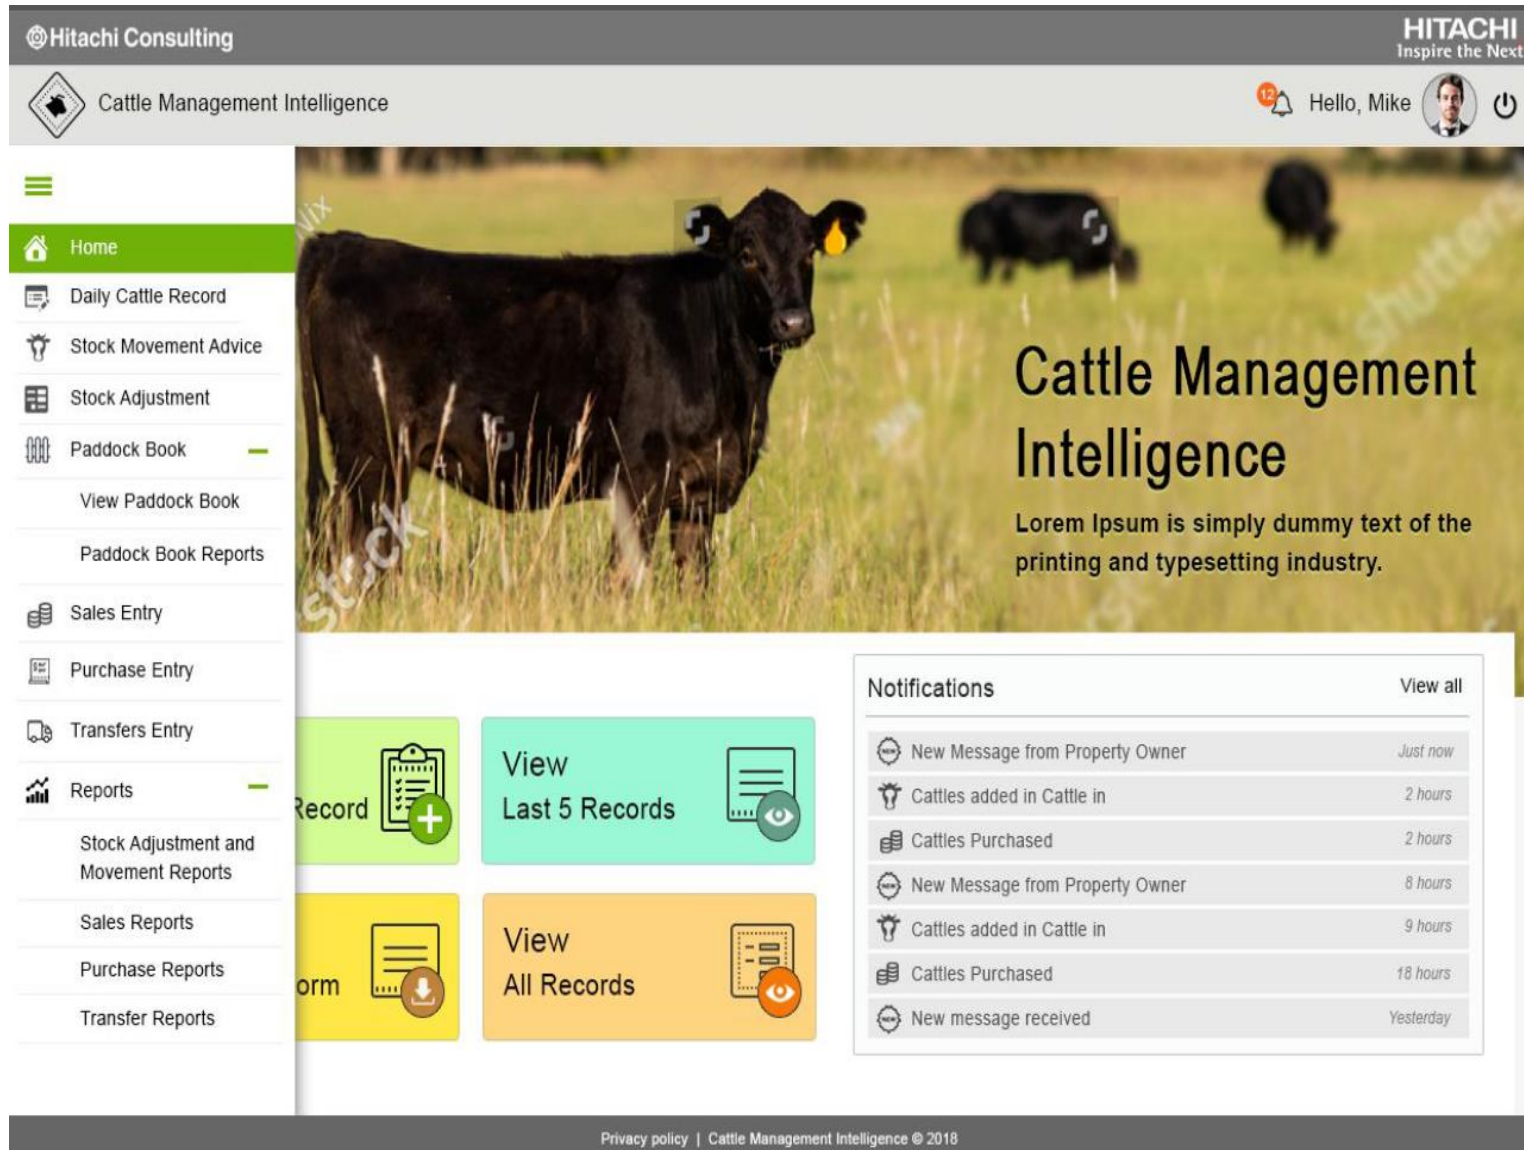 Hitachi Consulting
HITACHI
Inspire the Next
Cattle Management Intelligence
12
Hello, Mike
Home
Daily Cattle Record
Stock Movement Advice
Stock Adjustment
Paddock Book
View Paddock Book
Paddock Book Reports
Sales Entry
Purchase Entry
Transfers Entry
Reports
Stock Adjustment and
Movement Reports
Sales Reports
Purchase Reports
Transfer Reports
Cattle Management
Intelligence
Lorem Ipsum is simply dummy text of the
printing and typesetting industry.
Record
View
Last 5 Records
orm
View
All Records
Notifications
View all
New Message from Property Owner
Just now
Cattles added in Cattle in
2 hours
Cattles Purchased
2 hours
New Message from Property Owner
8 hours
Cattles added in Cattle in
9 hours
Cattles Purchased
18 hours
New message received
Yesterday
Privacy policy | Cattle Management Intelligence © 2018